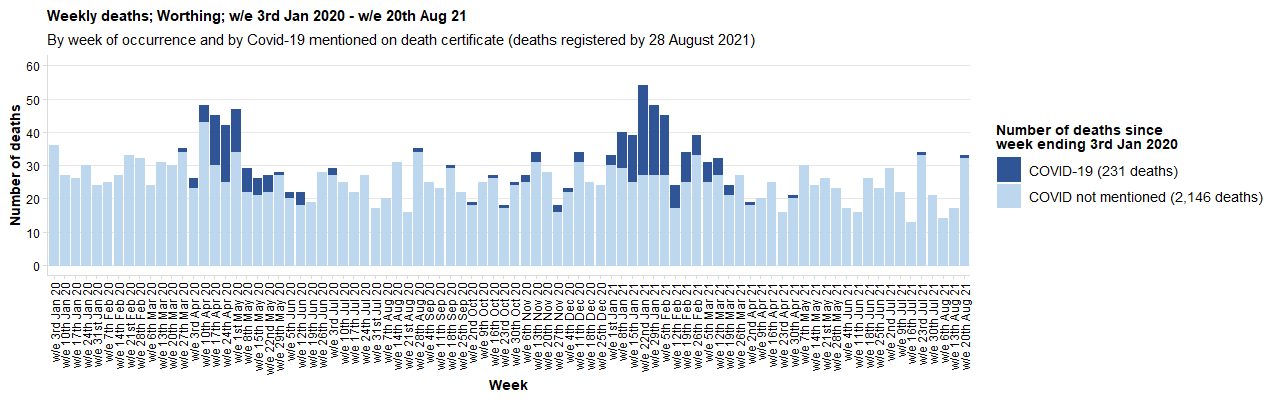 Weekly deaths; Worthing; w/e 3rd Jan 2020 - w/e 20th Aug 21
By week of occurrence and by Covid-19 mentioned on death certificate (deaths registered by 28 August 2021)
Number of deaths
60
50
40
30
20
10
0
w/e 3rd Jan 20
w/e 10th Jan 20
w/e 17th Jan 20
w/e 24th Jan 20
w/e 31st Jan 20
w/e 7th Feb 20
w/e 14th Feb 20
w/e 21st Feb 20
w/e 28th Feb 20
w/e 6th Mar 20
w/e 13th Mar 20
w/e 20th Mar 20
w/e 27th Mar 20
w/e 3rd Apr 20
w/e 10th Apr 20
w/e 17th Apr 20
w/e 24th Apr 20
w/e 1st May 20
w/e 8th May 20
w/e 15th May 20
w/e 22nd May 20
w/e 29th May 20
w/e 5th Jun 20
w/e 12th Jun 20
w/e 19th Jun 20
w/e 26th Jun 20
w/e 3rd Jul 20
w/e 10th Jul 20
w/e 17th Jul 20
w/e 24th Jul 20
w/e 31st Jul 20
w/e 7th Aug 20
w/e 14th Aug 20
w/e 21st Aug 20
w/e 28th Aug 20
w/e 4th Sep 20
w/e 11th Sep 20
w/e 18th Sep 20
w/e 25th Sep 20
w/e 2nd Oct 20
w/e 9th Oct 20
w/e 16th Oct 20
w/e 23rd Oct 20
w/e 30th Oct 20
w/e 6th Nov 20
w/e 13th Nov 20
w/e 20th Nov 20
w/e 27th Nov 20
w/e 4th Dec 20
w/e 11th Dec 20
w/e 18th Dec 20
w/e 25th Dec 20
w/e 1st Jan 21
w/e 8th Jan 21
w/e 15th Jan 21
w/e 22nd Jan 21
w/e 29th Jan 21
w/e 5th Feb 21
w/e 12th Feb 21
w/e 19th Feb 21
w/e 26th Feb 21
w/e 5th Mar 21
w/e 12th Mar 21
w/e 19th Mar 21
w/e 26th Mar 21
w/e 2nd Apr 21
w/e 9th Apr 21
w/e 16th Apr 21
w/e 23rd Apr 21
w/e 30th Apr 21
w/e 7th May 21
w/e 14th May 21
w/e 21st May 21
w/e 28th May 21
w/e 4th Jun 21
w/e 11th Jun 21
w/e 18th Jun 21
w/e 25th Jun 21
w/e 2nd Jul 21
w/e 9th Jul 21
w/e 16th Jul 21
w/e 23rd Jul 21
w/e 30th Jul 21
w/e 6th Aug 21
w/e 13th Aug 21
w/e 20th Aug 21
Week
Number of deaths since
week ending 3rd Jan 2020
COVID-19 (231 deaths)
COVID not mentioned (2,146 deaths)